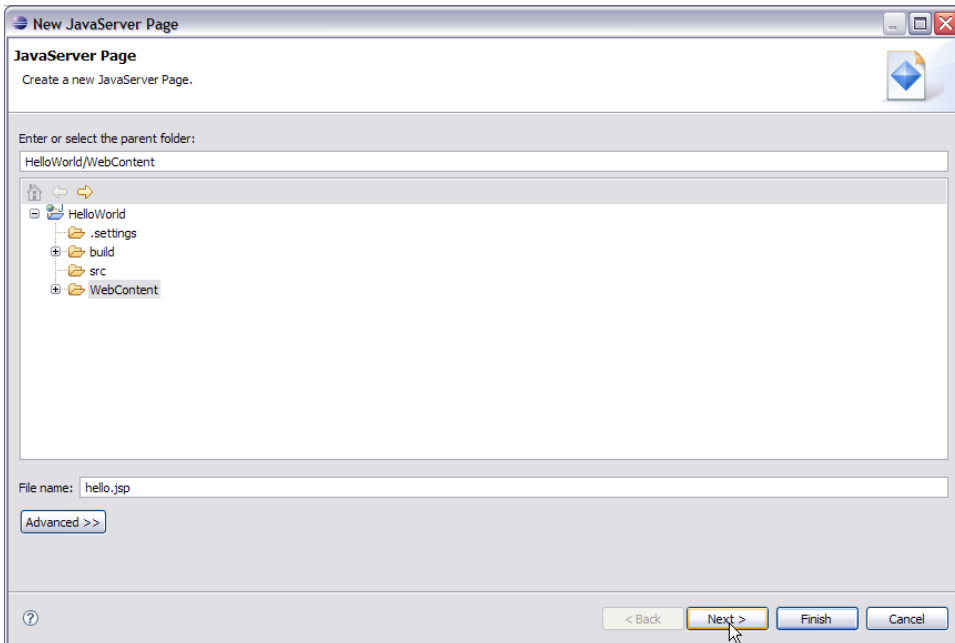 New JavaServer Page
JavaServer Page
Create a new JavaServer Page.
Enter or select the parent folder:
HelloWorld/WebContent
HelloWorld
.settings
build
src
WebContent
File name: hello.jsp
Advanced >>
? < Back Next > Finish Cancel